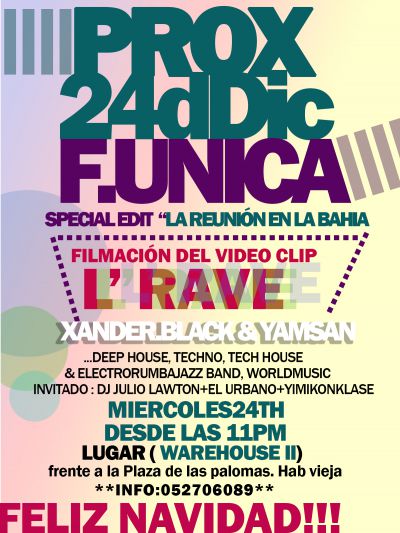 PROX
24dDic
F.UNICA
SPECIAL EDIT “LA REUNIÓN EN LA BAHIA
FILMACIÓN DEL VIDEO CLIP
L' RAVE
XANDER.BLACK & YAMSAN
...DEEP HOUSE, TECHNO, TECH HOUSE
& ELECTRORUMBAJAZZ BAND, WORLDMUSIC
INVITADO : DJ JULIO LAWTON+EL URBANO+YIMIKONKLASE
MIERCOLES24TH
DESDE LAS 11PM
LUGAR ( WAREHOUSE II)
frente a la Plaza de las palomas. Hab vieja
**INFO:052706089**
FELIZ NAVIDAD!!!